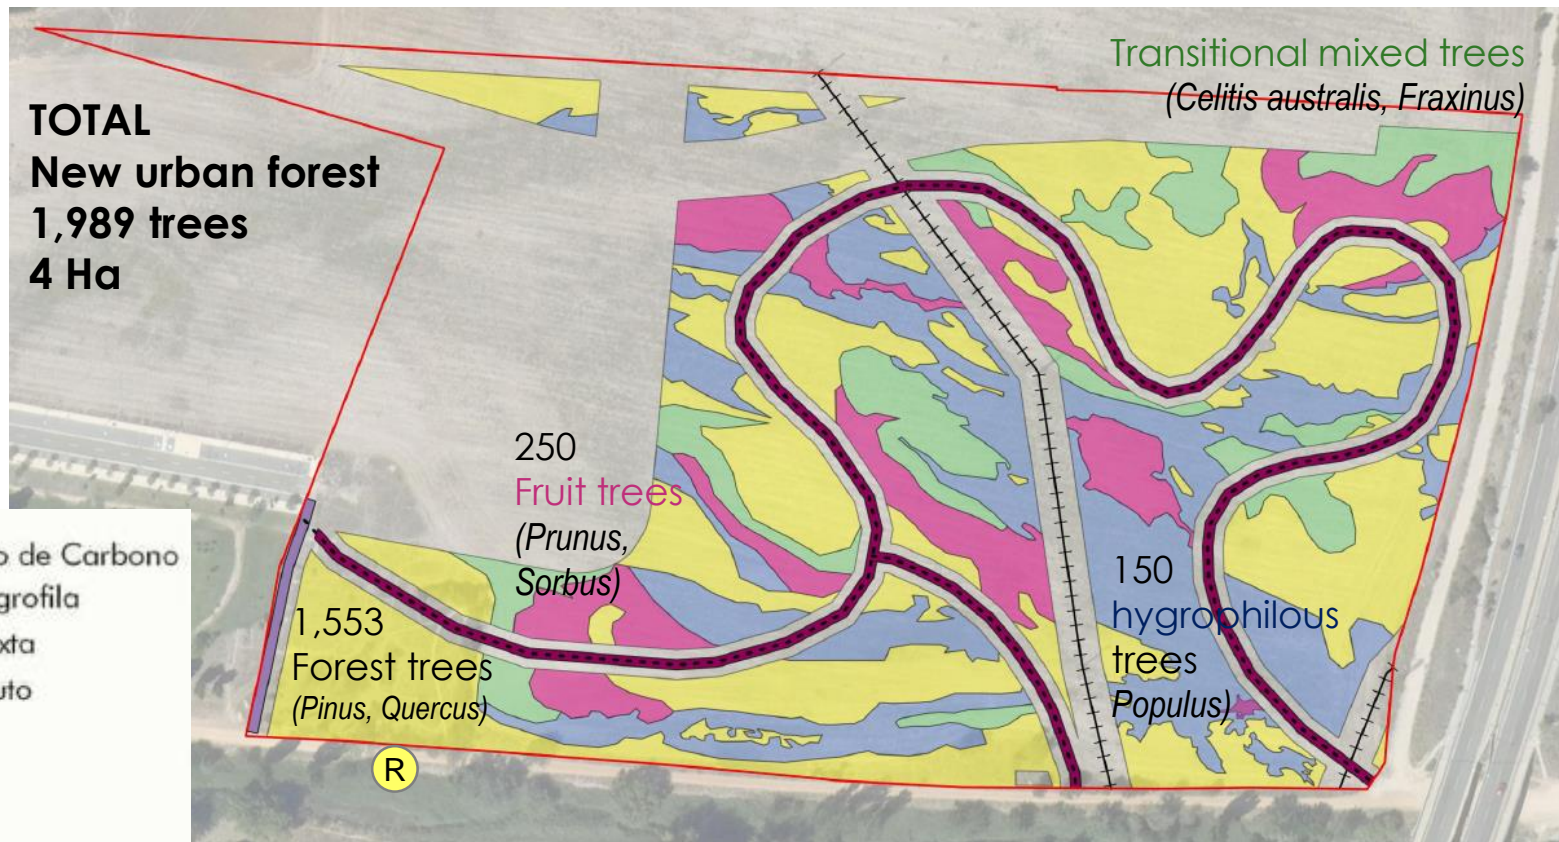 Transitional mixed trees
(Celitis australis, Fraxinus)
TOTAL
New urban forest
1,989 trees
4 Ha
250
Fruit trees
(Prunus,
Sorbus)
1,553
Forest trees
(Pinus, Quercus)
150
hygrophilous
trees
Populus)
R
de Carbono
grofila
xta
uto